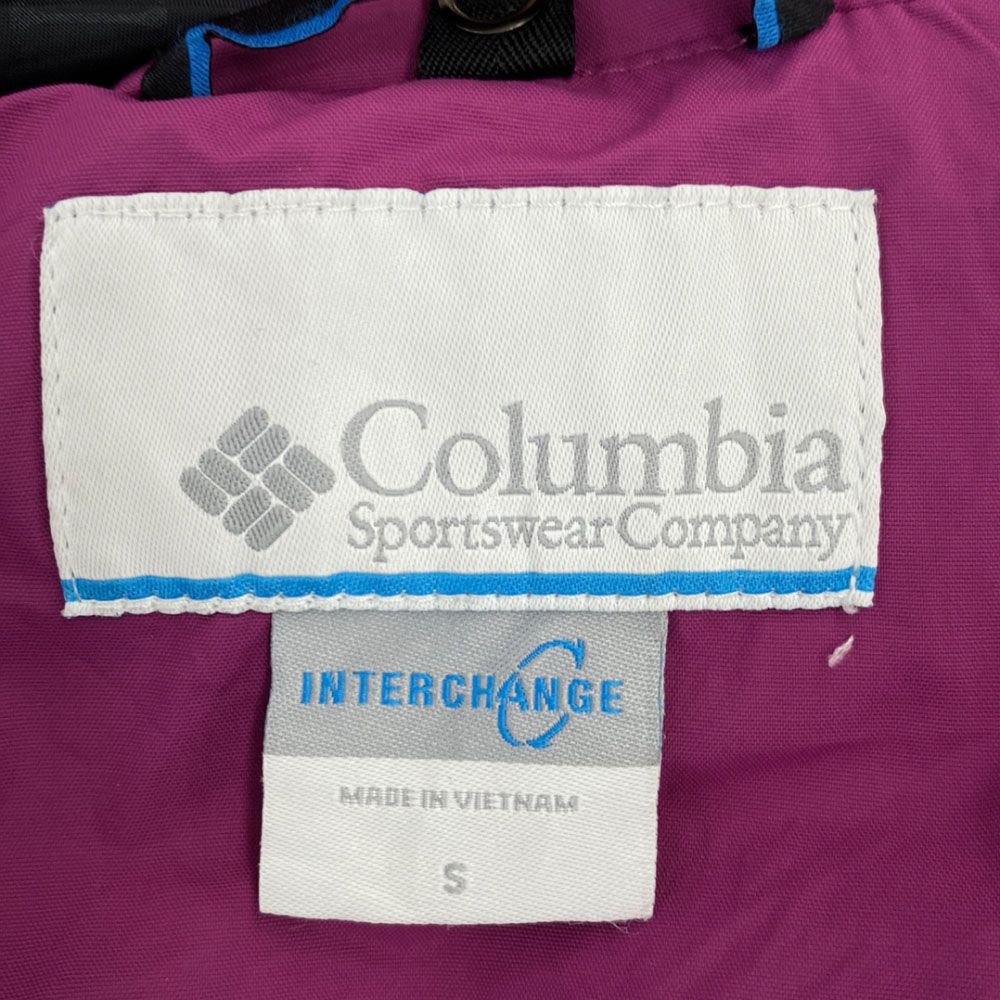 Columbia
Sportswear Company
INTERCHANGE
MADE IN VIETNAM
S